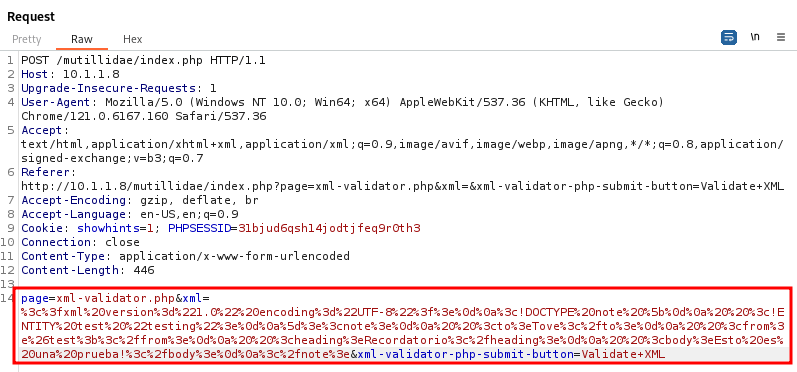 Request
Pretty Raw Hex \n
1 POST /mutillidae/index.php HTTP/1.1
2 Host: 10.1.1.8
3 Upgrade-Insecure-Requests: 1
4 User-Agent: Mozilla/5.0 (Windows NT 10.0; Win64; x64) AppleWebKit/537.36 (KHTML, like Gecko)
Chrome/121.0.6167.160 Safari/537.36
5 Accept:
text/html,application/xhtml+xml,application/xml;q=0.9,image/avif,image/webp,image/apng,*/*;q=0.8,application/
signed-exchange;v=b3;q=0.7
6 Referer:
http://10.1.1.8/mutillidae/index.php?page=xml-validator.php&xml=&xml-validator-php-submit-button=Validate+XML
7 Accept-Encoding: gzip, deflate, br
8 Accept-Language: en-US,en;q=0.9
9 Cookie: showhints=1; PHPSESSID=31bjud6qsh14jodtjfeq9r0th3
10 Connection: close
11 Content-Type: application/x-www-form-urlencoded
12 Content-Length: 446
13
14 page=xml-validator.php&xml=
%3c%3fxml%20version%3d%221.0%22%20encoding%3d%22UTF-8%22%3f%3e%0d%0a%3c!DOCTYPE%20note%20%5b%0d%0a%20%20%3c!E
NTITY%20test%20%22testing%22%3e%0d%0a%5d%3e%3cnote%3e%0d%0a%20%20%3cto%3eTove%3c%2fto%3e%0d%0a%20%20%3cfrom%3
e%26test%3b%3c%2ffrom%3e%0d%0a%20%20%3cheading%3eRecordatorio%3c%2fheading%3e%0d%0a%20%20%3cbody%3eEsto%20es%
20una%20prueba!%3c%2fbody%3e%0d%0a%3c%2fnote%3e&xml-validator-php-submit-button=Validate+XML